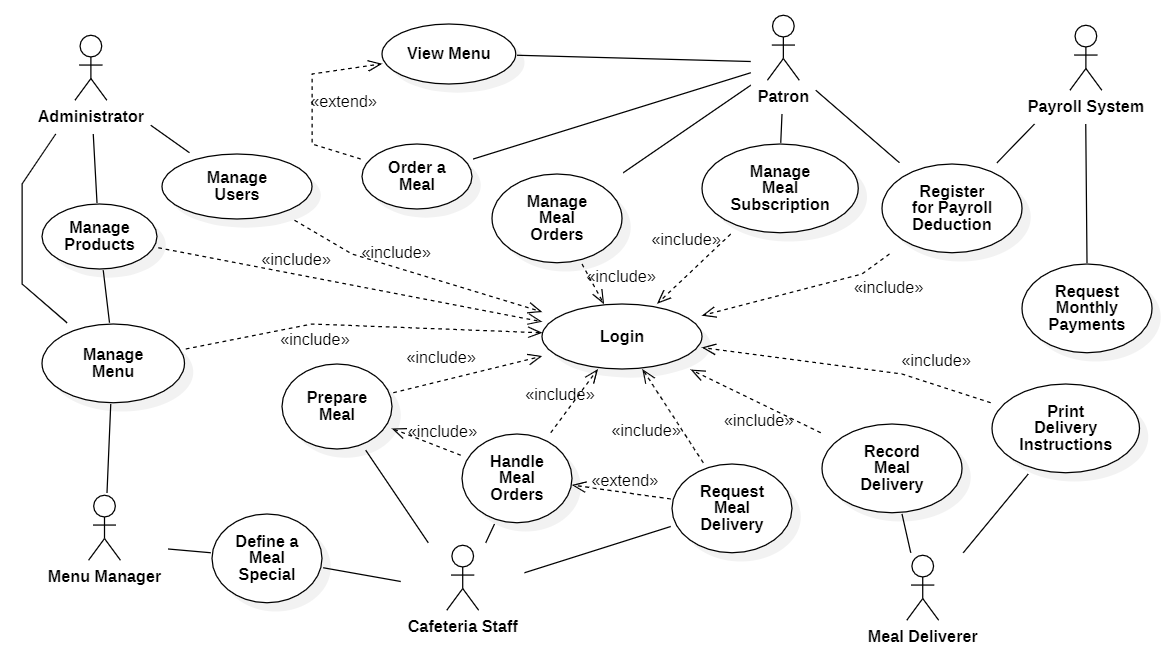 View Menu
Administrator
Patron
Payroll System
«extend»
Manage
Users
Order a
Meal
Manage
Meal
Subscription
Manage
Meal
Orders
Register
for Payroll
Deduction
Manage
Products
«include»
«include»
«include»
«include»
«include»
Request
Monthly
Payments
Login
«include»
Manage
Menu
«include»
«include»
Prepare
Meal
«include»
«include»
«include»
«include»
Print
Delivery
Instructions
Handle
Meal
Orders
«extend»
Request
Meal
Delivery
Record
Meal
Delivery
Define a
Meal
Special
Menu Manager
Cafeteria Staff
Meal Deliverer